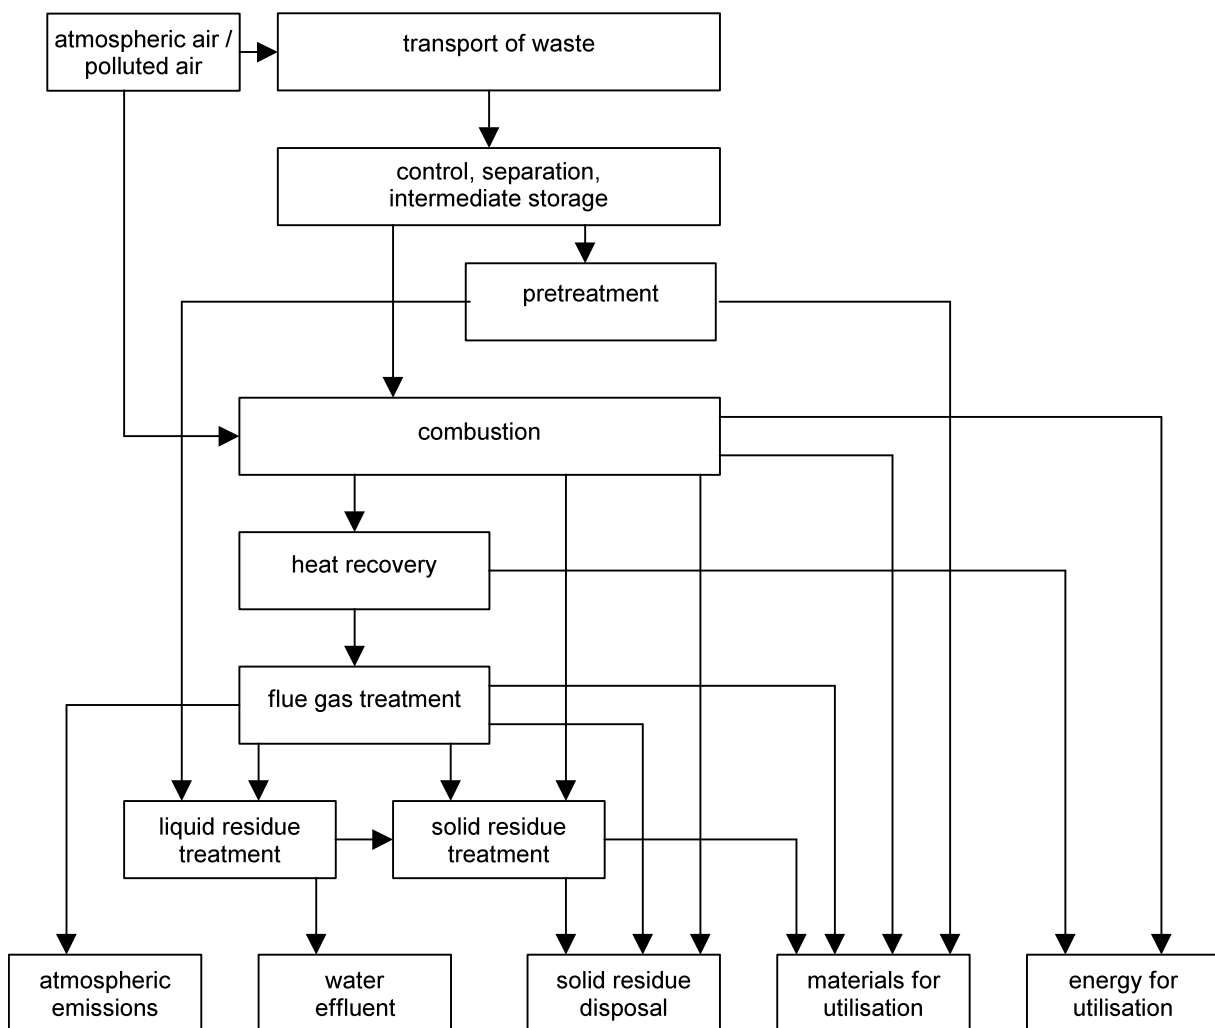 atmospheric air /
polluted air
transport of waste
control, separation,
intermediate storage
pretreatment
combustion
heat recovery
flue gas treatment
liquid residue
treatment
solid residue
treatment
atmospheric
emissions
water
effluent
solid residue
disposal
materials for
utilisation
energy for
utilisation